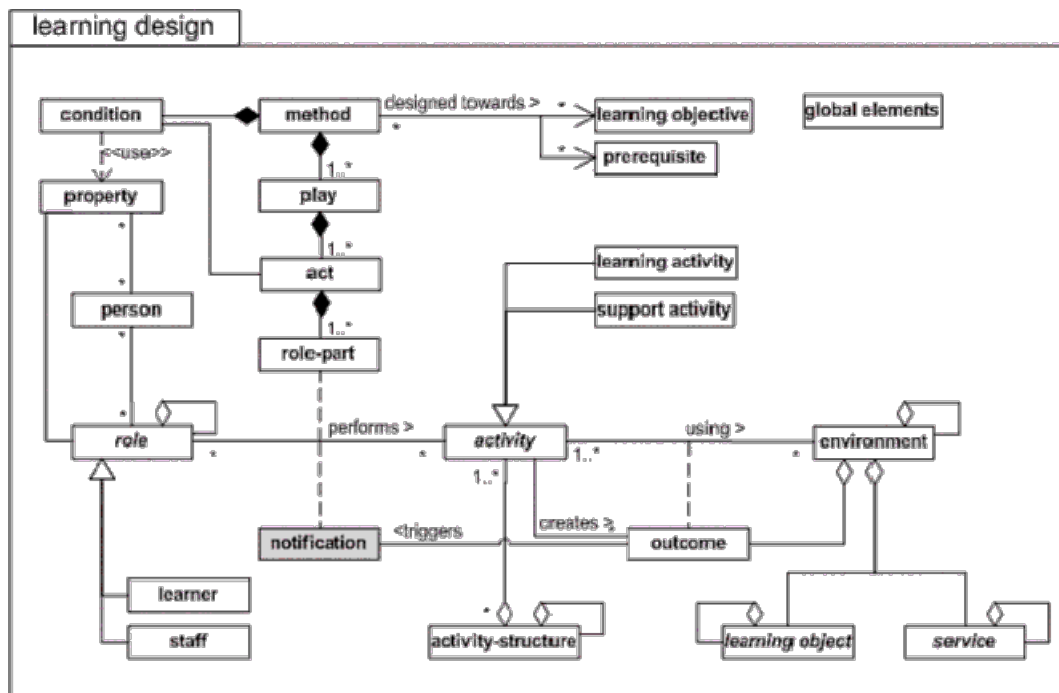 learning design
condition
method
designed towards >
*
*
learning objective
global elements
*
prerequisite
<<use>>
property
1..*
play
*
1..*
act
learning activity
support activity
*
person
*
1..*
role-part
*
role
*
performs >
*
activity
1..*
using >
*
environment
1..*
notification
<triggers
creates >
outcome
learner
staff
*
activity-structure
learning object
service